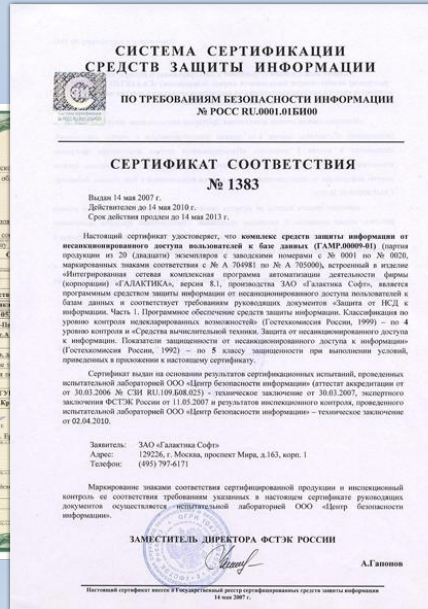 СИСТЕМА СЕРТИФИКАЦИИ
СРЕДСТВ ЗАЩИТЫ ИНФОРМАЦИИ
ПО ТРЕБОВАНИЯМ БЕЗОПАСНОСТИ ИНФОРМАЦИИ
№ РОСС RU.0001.01БИ00
СЕРТИФИКАТ СООТВЕТСТВИЯ
№ 1383
Выдан 14 мая 2007 г.
Действителен до 14 мая 2010 г.
Срок действия продлен до 14 мая 2013 г.
Настоящий сертификат удостоверяет, что комплекс средств защиты информации от
несанкционированного доступа пользователей к базе данных (ГАМР.00009-01) (партия
продукции из 20 (двадцати) экземпляров с заводскими номерами с № 0001 по № 0020,
маркированных знаками соответствия с № А 704981 по № А 705000), встроенный в изделие
«Интегрированная сетевая комплексная программа автоматизации деятельности фирмы
(корпорации) «ГАЛАКТИКА», версия 8.1, производства ЗАО «Галактика Софт», является
программным средством защиты информации от несанкционированного доступа пользователей к
базам данных и соответствует требованиям руководящих документов «Защита от НСД к
информации. Часть 1. Программное обеспечение средств защиты информации. Классификация по
уровню контроля недекларированных возможностей» (Гостехкомиссия России, 1999) – по 4
уровню контроля и «Средства вычислительной техники. Защита от несанкционированного доступа
к информации. Показатели защищенности от несанкционированного доступа к информации»
(Гостехкомиссия России, 1992) – по 5 классу защищенности при выполнении условий,
приведенных в приложении к настоящему сертификату.
Сертификат выдан на основании результатов сертификационных испытаний, проведенных
испытательной лабораторией ООО «Центр безопасности информации» (аттестат аккредитации от
от 30.03.2006 № СЗИ RU.109.Б08.025) - техническое заключение от 30.03.2007, экспертного
заключения ФСТЭК России от 11.05.2007 и результатов инспекционного контроля, проведенного
испытательной лабораторией ООО «Центр безопасности информации» – техническое заключение
от 02.04.2010.
Заявитель: ЗАО «Галактика Софт»
Адрес: 129226, г. Москва, проспект Мира, д.163, корп. 1
Телефон: (495) 797-6171
Маркирование знаками соответствия сертифицированной продукции и инспекционный
контроль ее соответствия требованиям указанных в настоящем сертификате руководящих
документов осуществляется испытательной лабораторией ООО «Центр безопасности
информации».
ЗАМЕСТИТЕЛЬ ДИРЕКТОРА ФСТЭК РОССИИ
А.Гапонов
Настоящий сертификат внесен в Государственный реестр сертифицированных средств защиты информации
14 мая 2007 г.